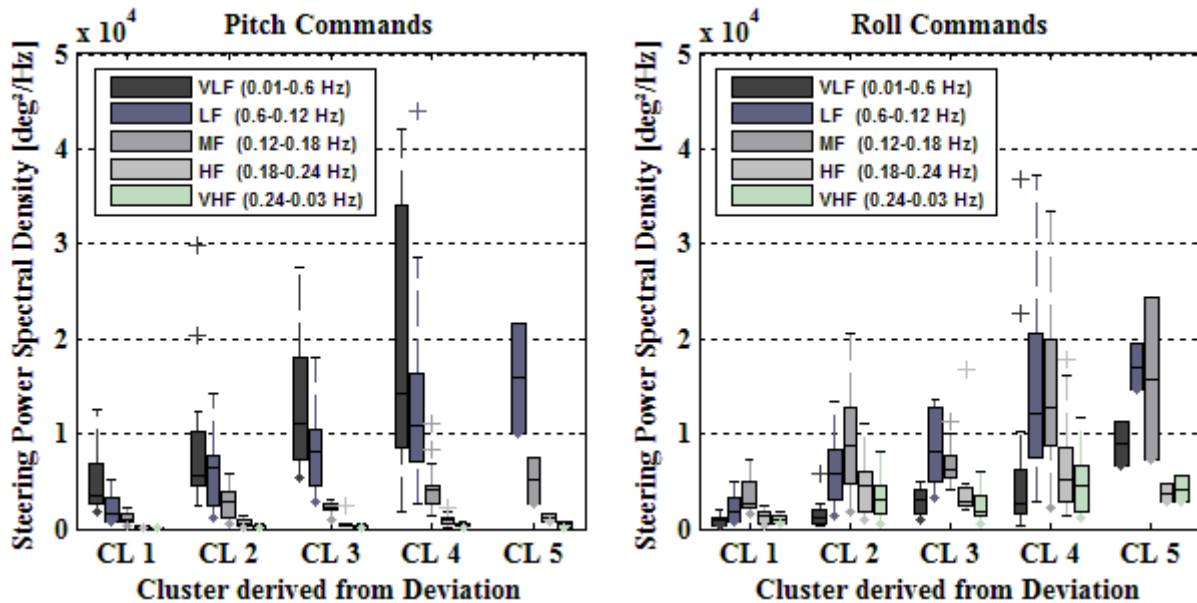 Pitch Commands
x 10⁴
Steering Power Spectral Density [deg²/Hz]
5
4
3
2
1
0
VLF (0.01-0.6 Hz)
LF (0.6-0.12 Hz)
MF (0.12-0.18 Hz)
HF (0.18-0.24 Hz)
VHF (0.24-0.03 Hz)
CL 1 CL 2 CL 3 CL 4 CL 5
Cluster derived from Deviation
Roll Commands
x 10⁴
Steering Power Spectral Density [deg²/Hz]
5
4
3
2
1
0
VLF (0.01-0.6 Hz)
LF (0.6-0.12 Hz)
MF (0.12-0.18 Hz)
HF (0.18-0.24 Hz)
VHF (0.24-0.03 Hz)
CL 1 CL 2 CL 3 CL 4 CL 5
Cluster derived from Deviation